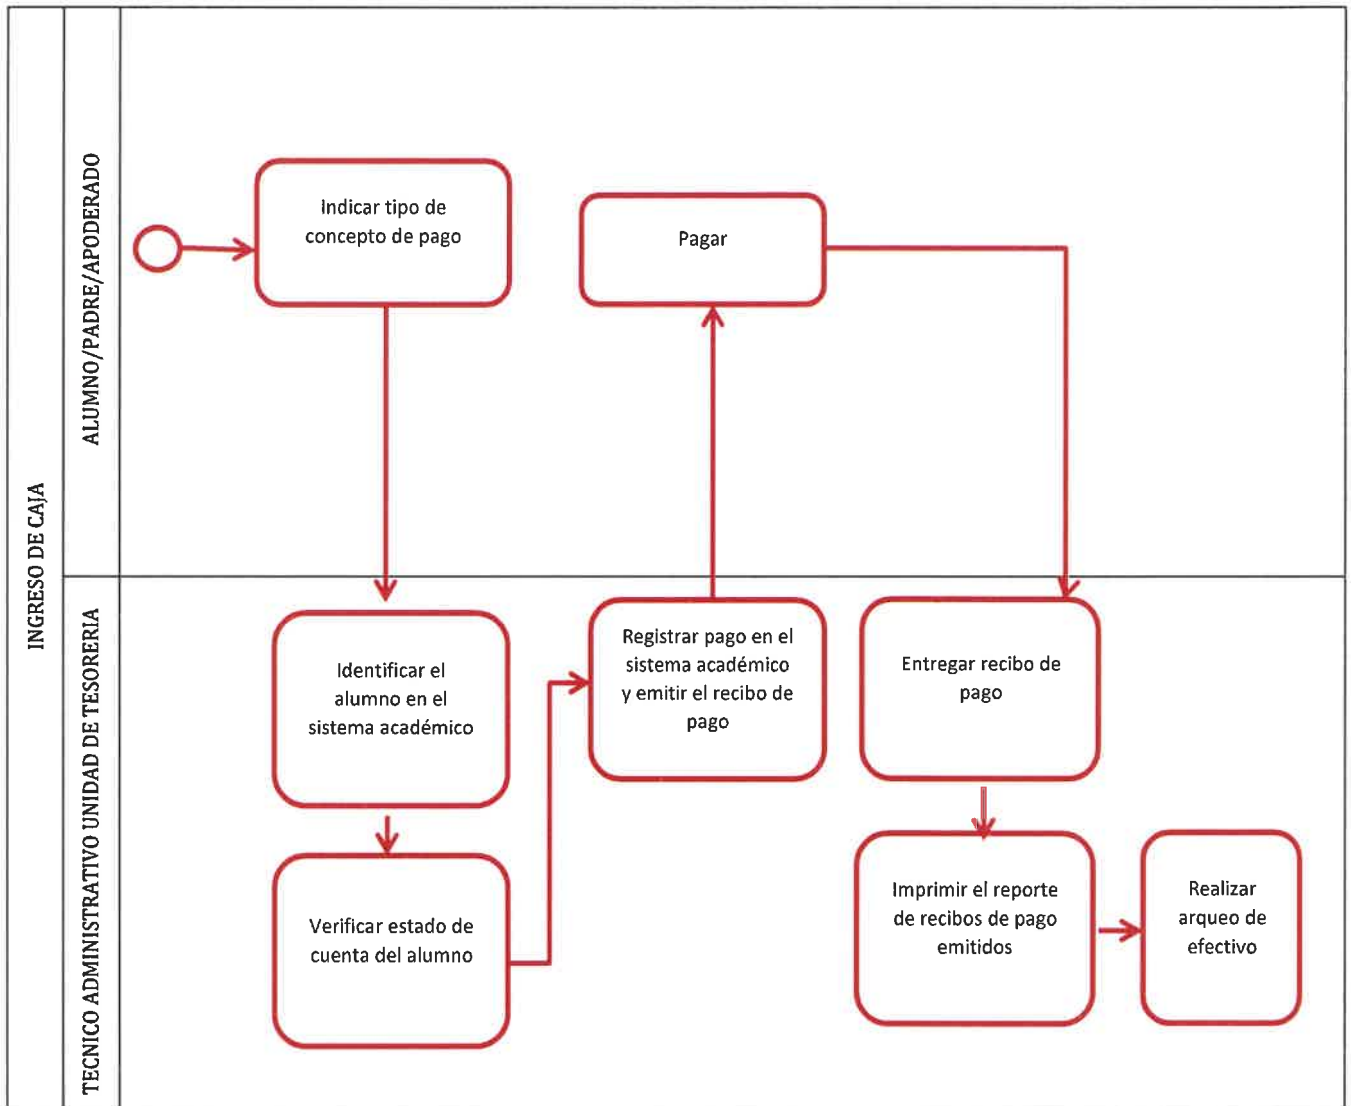 INGRESO DE CAJA
ALUMNO/PADRE/APODERADO
Indicar tipo de
concepto de pago
Pagar
TECNICO ADMINISTRATIVO UNIDAD DE TESORERIA
Identificar el
alumno en el
sistema académico
Verificar estado de
cuenta del alumno
Registrar pago en el
sistema académico
y emitir el recibo de
pago
Entregar recibo de
pago
Imprimir el reporte
de recibos de pago
emitidos
Realizar
arqueo de
efectivo